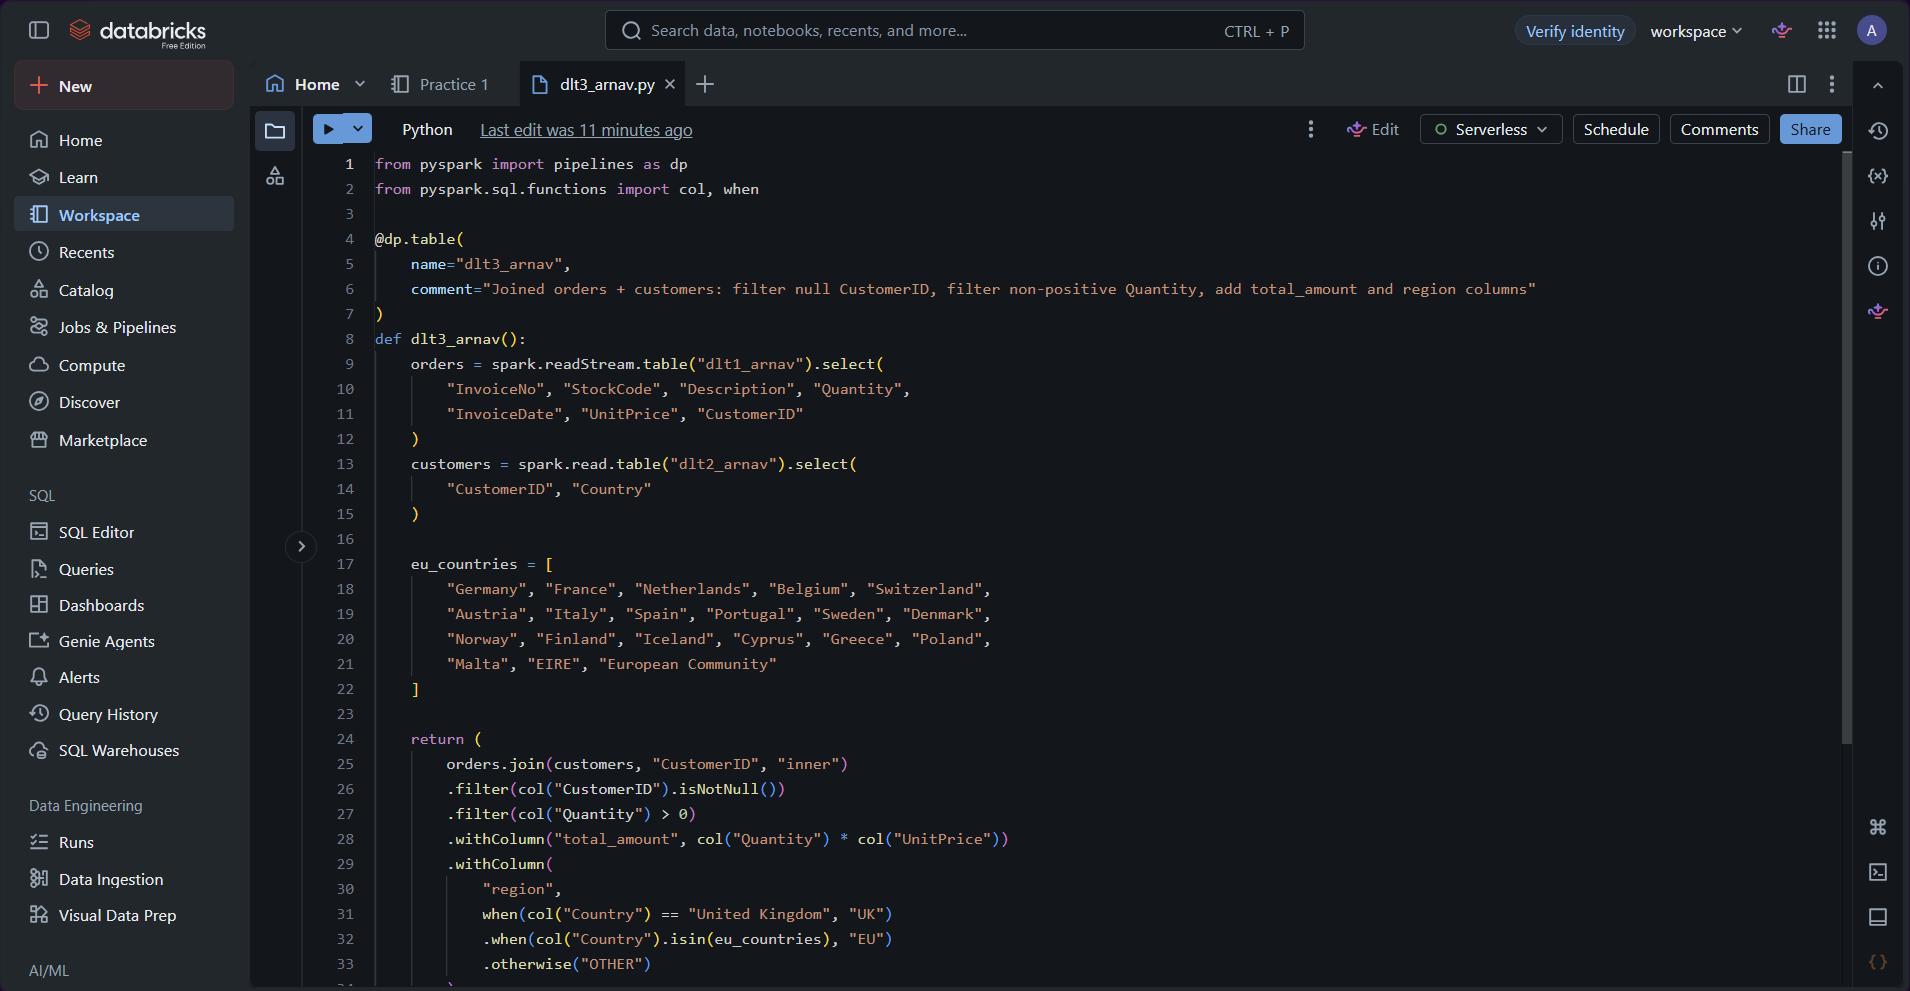 databricks
Free Edition
Search data, notebooks, recents, and more...
CTRL + P
Verify identity
workspace
A
New
Home
Learn
Workspace
Recents
Catalog
Jobs & Pipelines
Compute
Discover
Marketplace
SQL
SQL Editor
Queries
Dashboards
Genie Agents
Alerts
Query History
SQL Warehouses
Data Engineering
Runs
Data Ingestion
Visual Data Prep
AI/ML
Home
Practice 1
dlt3_arnav.py
Python
Last edit was 11 minutes ago
Edit
Serverless
Schedule
Comments
Share
1 from pyspark import pipelines as dp
2 from pyspark.sql.functions import col, when
3
4 @dp.table(
5     name="dlt3_arnav",
6     comment="Joined orders + customers: filter null CustomerID, filter non-positive Quantity, add total_amount and region columns"
7 )
8 def dlt3_arnav():
9     orders = spark.readStream.table("dlt1_arnav").select(
10         "InvoiceNo", "StockCode", "Description", "Quantity",
11         "InvoiceDate", "UnitPrice", "CustomerID"
12     )
13     customers = spark.read.table("dlt2_arnav").select(
14         "CustomerID", "Country"
15     )
16
17     eu_countries = [
18         "Germany", "France", "Netherlands", "Belgium", "Switzerland",
19         "Austria", "Italy", "Spain", "Portugal", "Sweden", "Denmark",
20         "Norway", "Finland", "Iceland", "Cyprus", "Greece", "Poland",
21         "Malta", "EIRE", "European Community"
22     ]
23
24     return (
25         orders.join(customers, "CustomerID", "inner")
26         .filter(col("CustomerID").isNotNull())
27         .filter(col("Quantity") > 0)
28         .withColumn("total_amount", col("Quantity") * col("UnitPrice"))
29         .withColumn(
30             "region",
31             when(col("Country") == "United Kingdom", "UK")
32             .when(col("Country").isin(eu_countries), "EU")
33             .otherwise("OTHER")